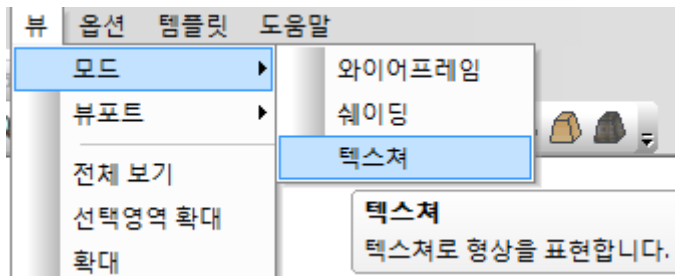 뷰 옵션 템플릿 도움말
모드
뷰포트
전체 보기
선택영역 확대
확대
와이어프레임
쉐이딩
텍스쳐
텍스쳐
텍스쳐로 형상을 표현합니다.